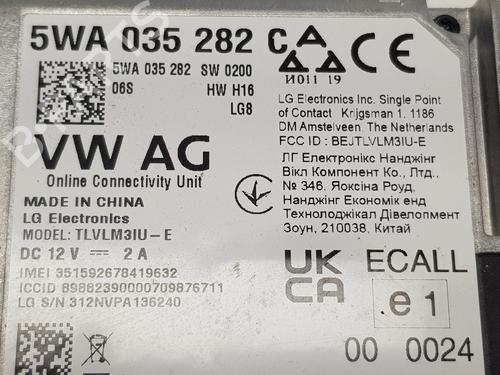 5WA 035 282 C
5WA 035 282 SW 0200
06S HW H16
LG8
И011 19
LG Electronics Inc. Single Point
of Contact Krijgsman 1. 1186
DM Amstelveen The Netherlands
FCC ID : BEJTLVLM3IU-E
VW AG
Online Connectivity Unit
MADE IN CHINA
LG Electronics
MODEL: TLVLM3IU-E
DC 12 V 2 A
IMEI 351592678419632
ICCID 89882390000709876711
LG S/N 312NVPA136240
ЛГ Електронікс Нанджінг
Вікл Компонент Ко., Лтд.,
№ 346, Яоксіна Роуд,
Нанджінг Економік енд
Технолоджікал Дівелопмент
Зоун, 210038, Китай
UK
CA
ECALL
e1
00 0024